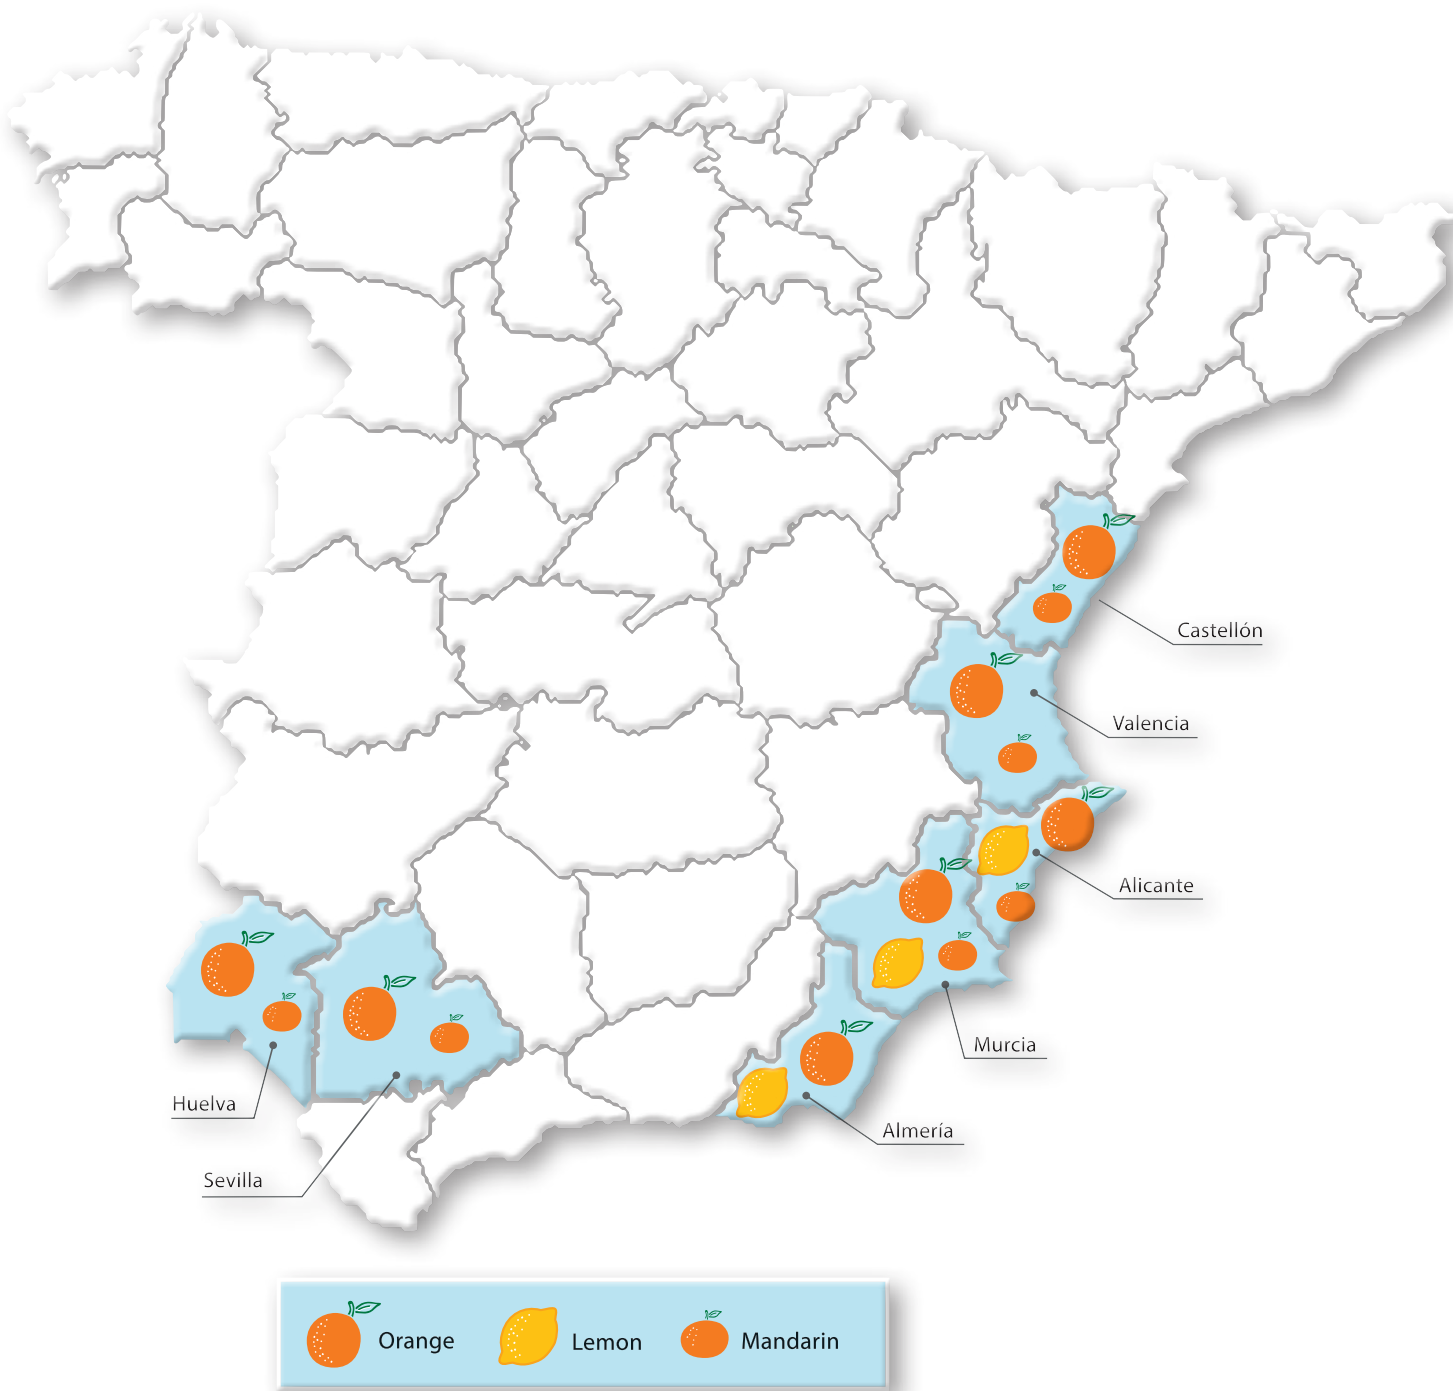 Castellón
Valencia
Alicante
Murcia
Huelva
Almería
Sevilla
Orange
Lemon
Mandarin